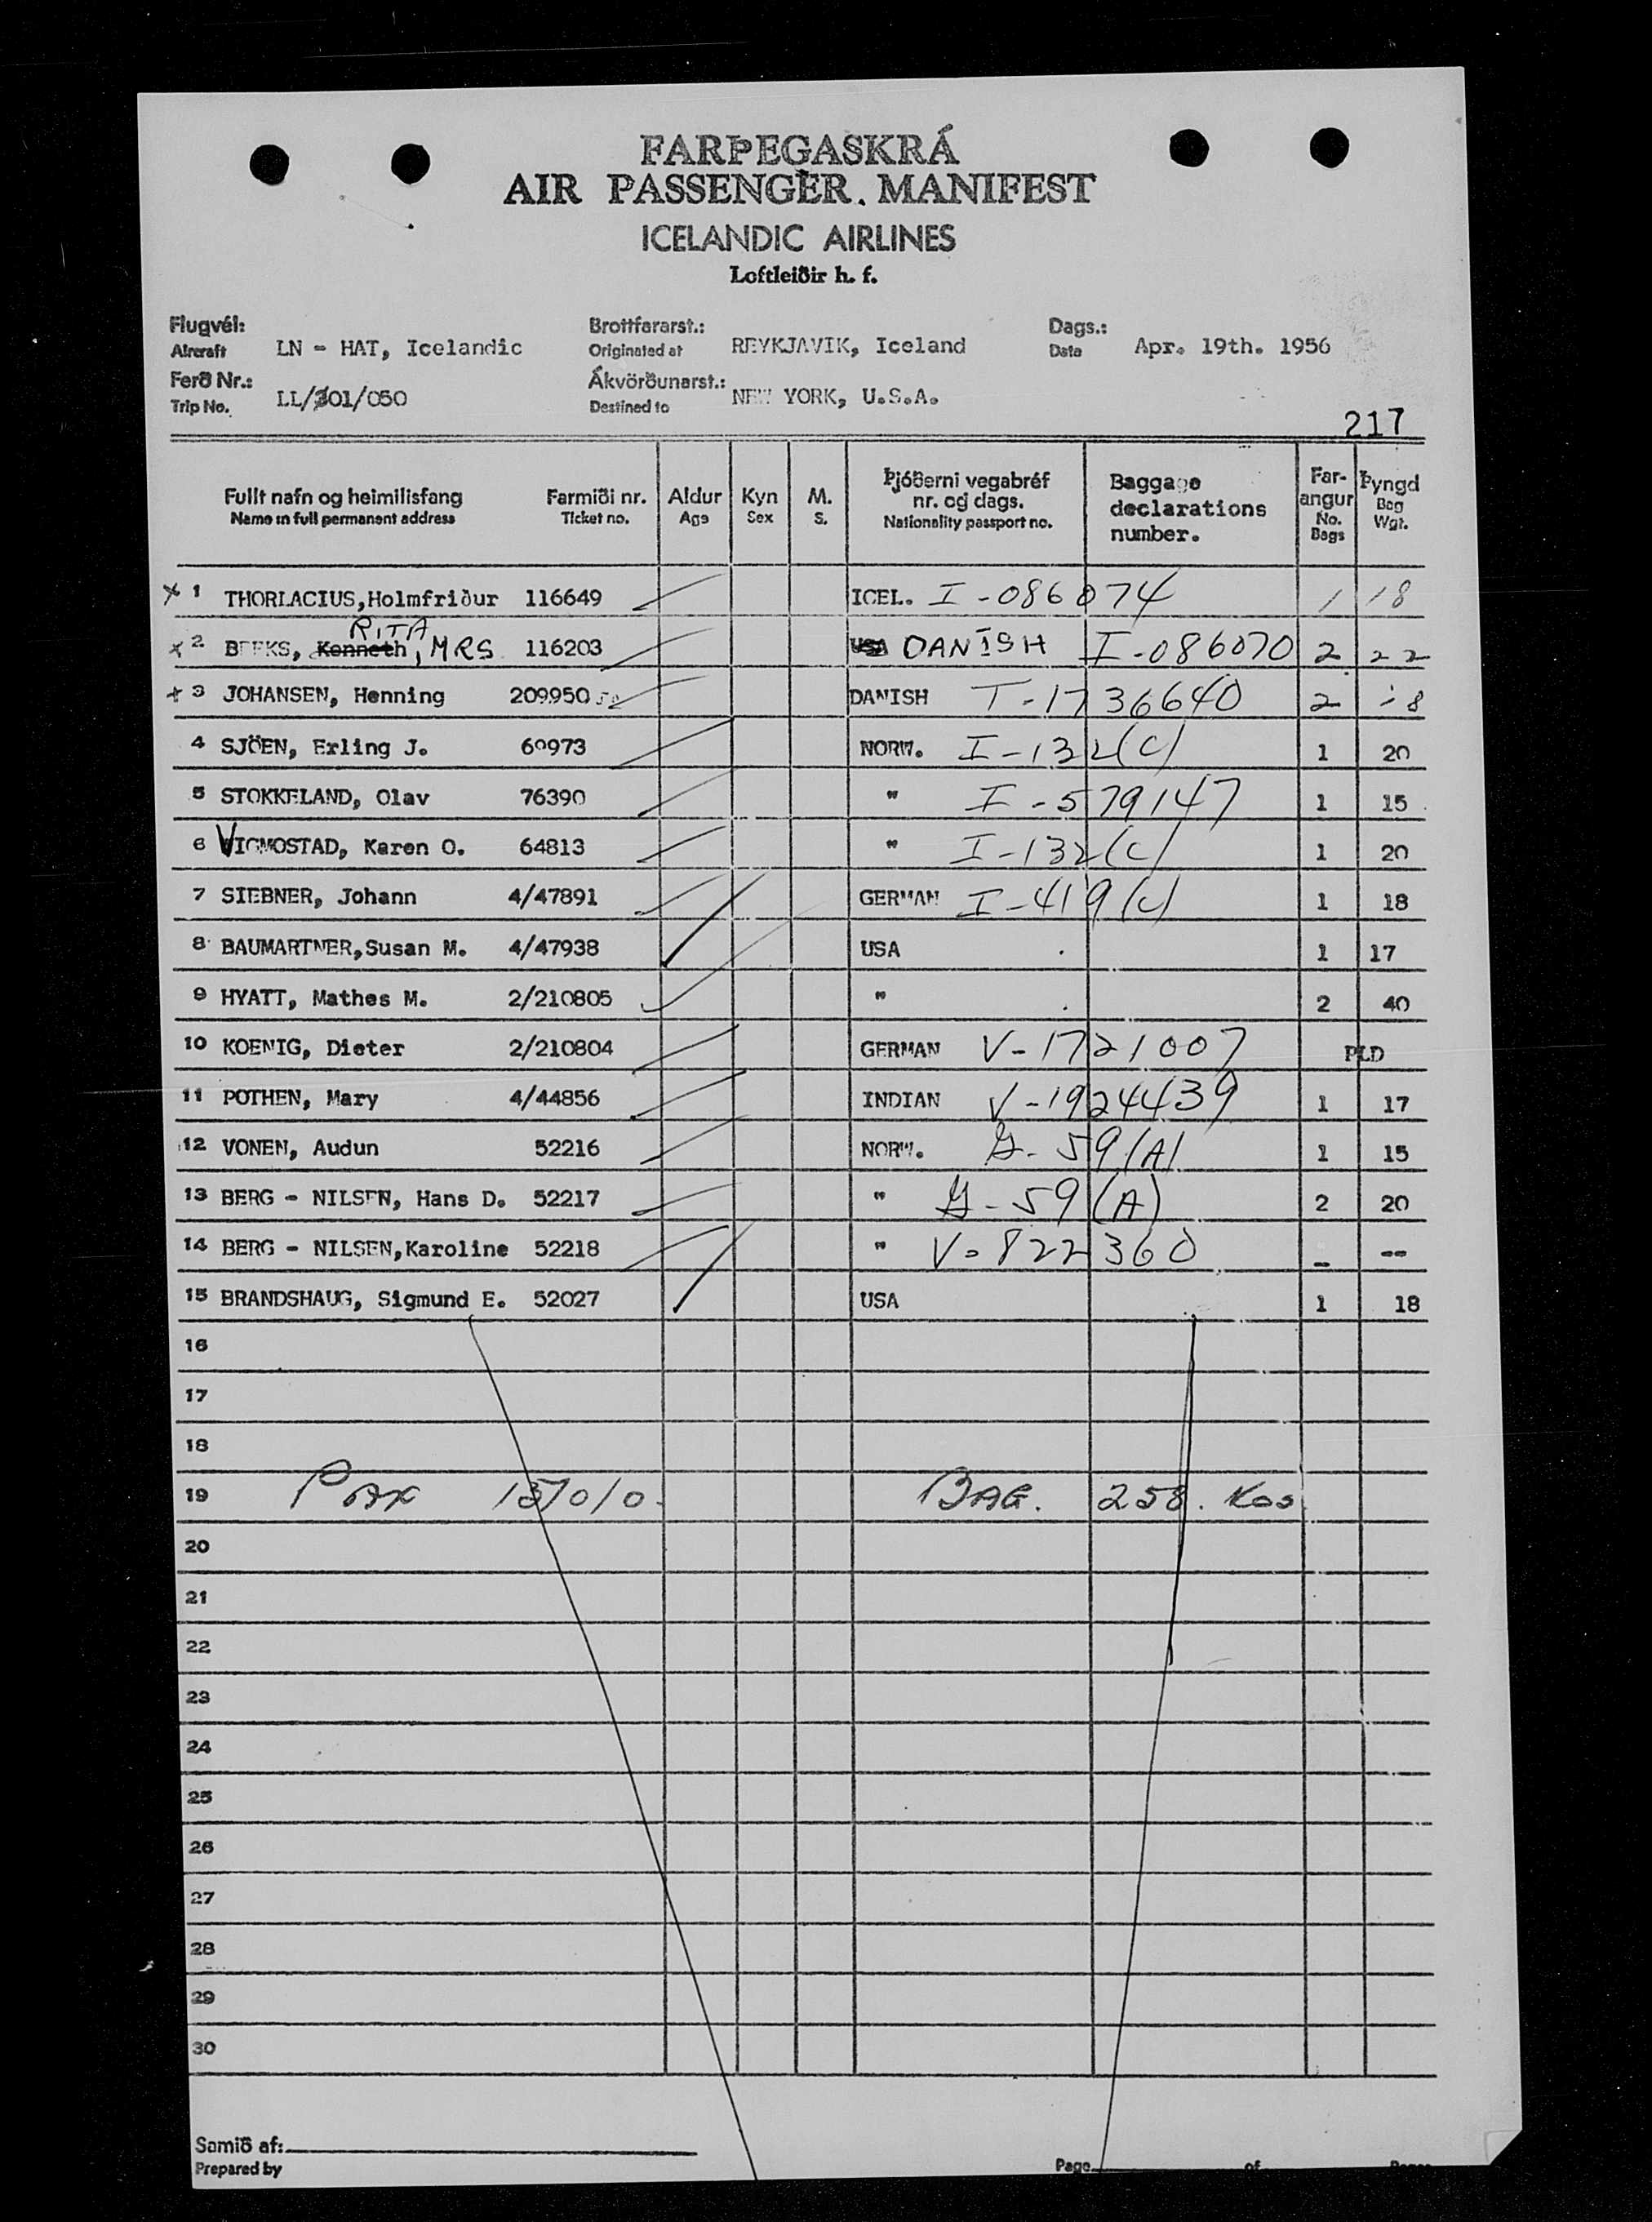 FARÞEGASKRÁ
AIR PASSENGER MANIFEST
ICELANDIC AIRLINES
Loftleiðir h. f.
Flugvél: Brottfararst.: Dags.:
Aircraft LN - HAT, Icelandic Originated at REYKJAVIK, Iceland Date Apr. 19th. 1956
Ferð Nr.: Ákvörðunarst.:
Trip No. LL/301/050 Destined to NEW YORK, U.S.A.
217
Fullt nafn og heimilisfang Farmiði nr. Aldur Kyn M. Þjóðerni vegabréf nr. og dags. Baggage declarations number. Far-angur Þyngd
Name in full permanent address Ticket no. Age Sex S. Nationality passport no. No. Bags Bag Wgt.
x 1 THORLACIUS,Holmfriður 116649 ICEL. I-086074 1 18
RITA
x 2 BEEKS, Kenneth, MRS 116203 USA DANISH I-086070 2 22
x 3 JOHANSEN, Henning 209950 DANISH T-1736640 2 18
4 SJÖEN, Erling J. 60973 NORW. I-132(C) 1 20
5 STOKKELAND, Olav 76390 " I-579147 1 15
6 VIGMOSTAD, Karen O. 64813 " I-132(C) 1 20
7 SIEBNER, Johann 4/47891 GERMAN I-419(C) 1 18
8 BAUMARTNER,Susan M. 4/47938 USA 1 17
9 HYATT, Mathes M. 2/210805 " 2 40
10 KOENIG, Dieter 2/210804 GERMAN V-1721007 PLD
11 POTHEN, Mary 4/44856 INDIAN V-1924439 1 17
12 VONEN, Audun 52216 NORW. G-59(A) 1 15
13 BERG - NILSEN, Hans D. 52217 " G-59(A) 2 20
14 BERG - NILSEN,Karoline 52218 " V-822360 - --
15 BRANDSHAUG, Sigmund E. 52027 USA 1 18
16
17
18
19 PAX 15/0/0 BAG. 258. Kos
20
21
22
23
24
25
26
27
28
29
30
Samið af:
Prepared by Page of Pages